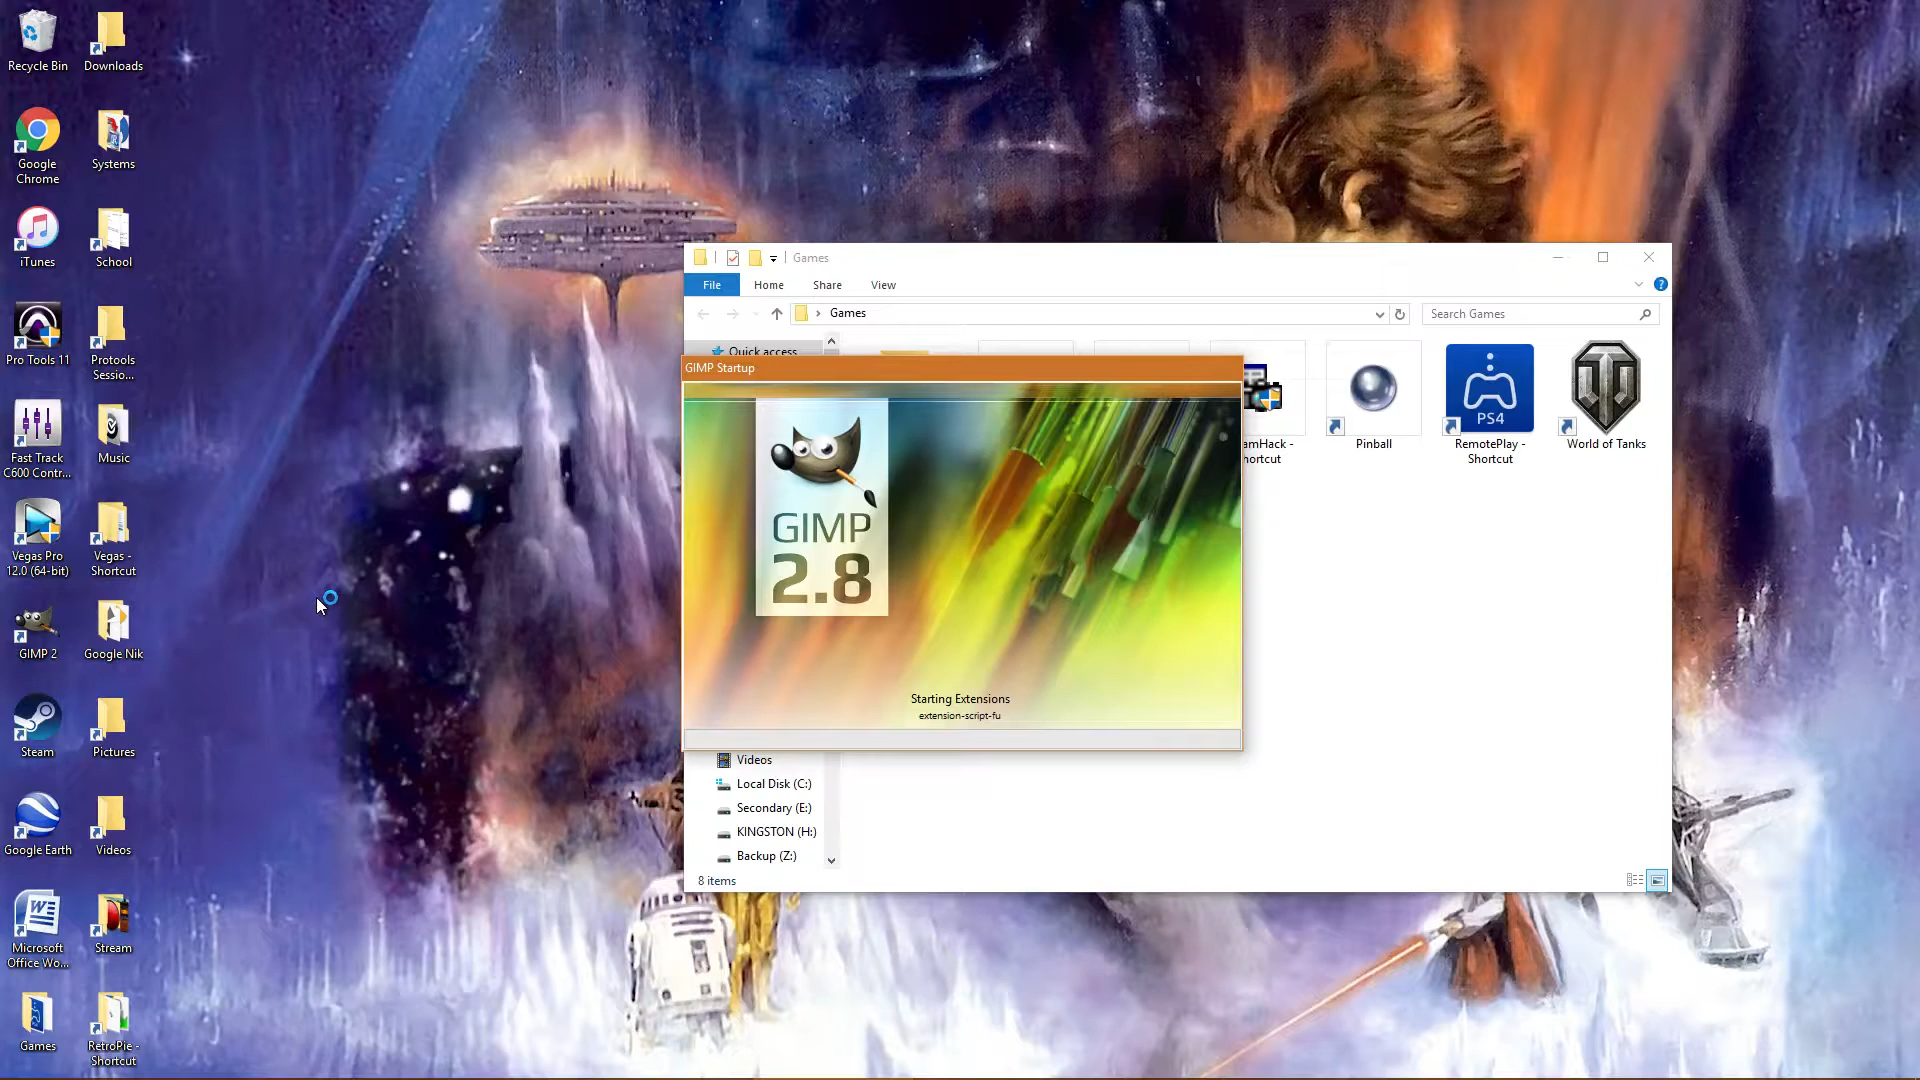 Recycle Bin
Downloads
Google
Chrome
Systems
iTunes
School
Pro Tools 11
Protools
Sessio...
Fast Track
C600 Contr...
Music
Vegas Pro
12.0 (64-bit)
Vegas -
Shortcut
GIMP 2
Google Nik
Steam
Pictures
Google Earth
Videos
Microsoft
Office Wo...
Stream
Games
RetroPie -
Shortcut
Games
File
Home
Share
View
Games
Search Games
Quick access
GIMP Startup
GIMP
2.8
Starting Extensions
extension-script-fu
amHack -
hortcut
Pinball
PS4
RemotePlay -
Shortcut
World of Tanks
Videos
Local Disk (C:)
Secondary (E:)
KINGSTON (H:)
Backup (Z:)
8 items